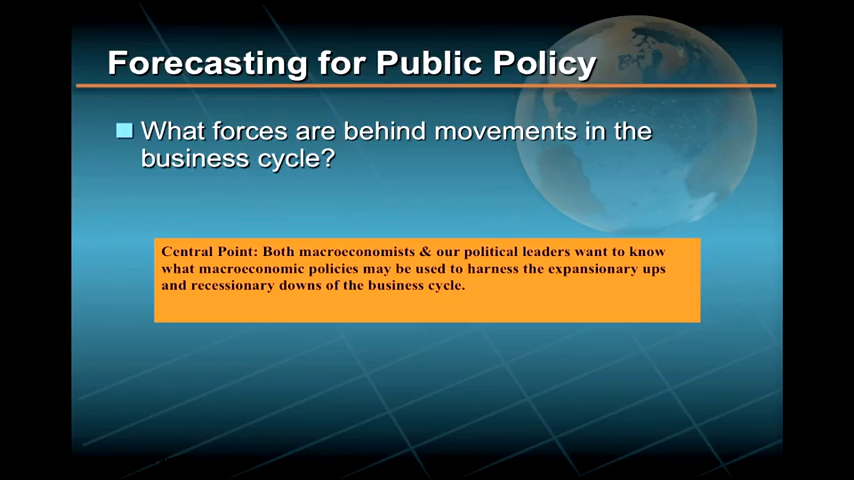 Forecasting for Public Policy
What forces are behind movements in the
business cycle?
Central Point: Both macroeconomists & our political leaders want to know
what macroeconomic policies may be used to harness the expansionary ups
and recessionary downs of the business cycle.